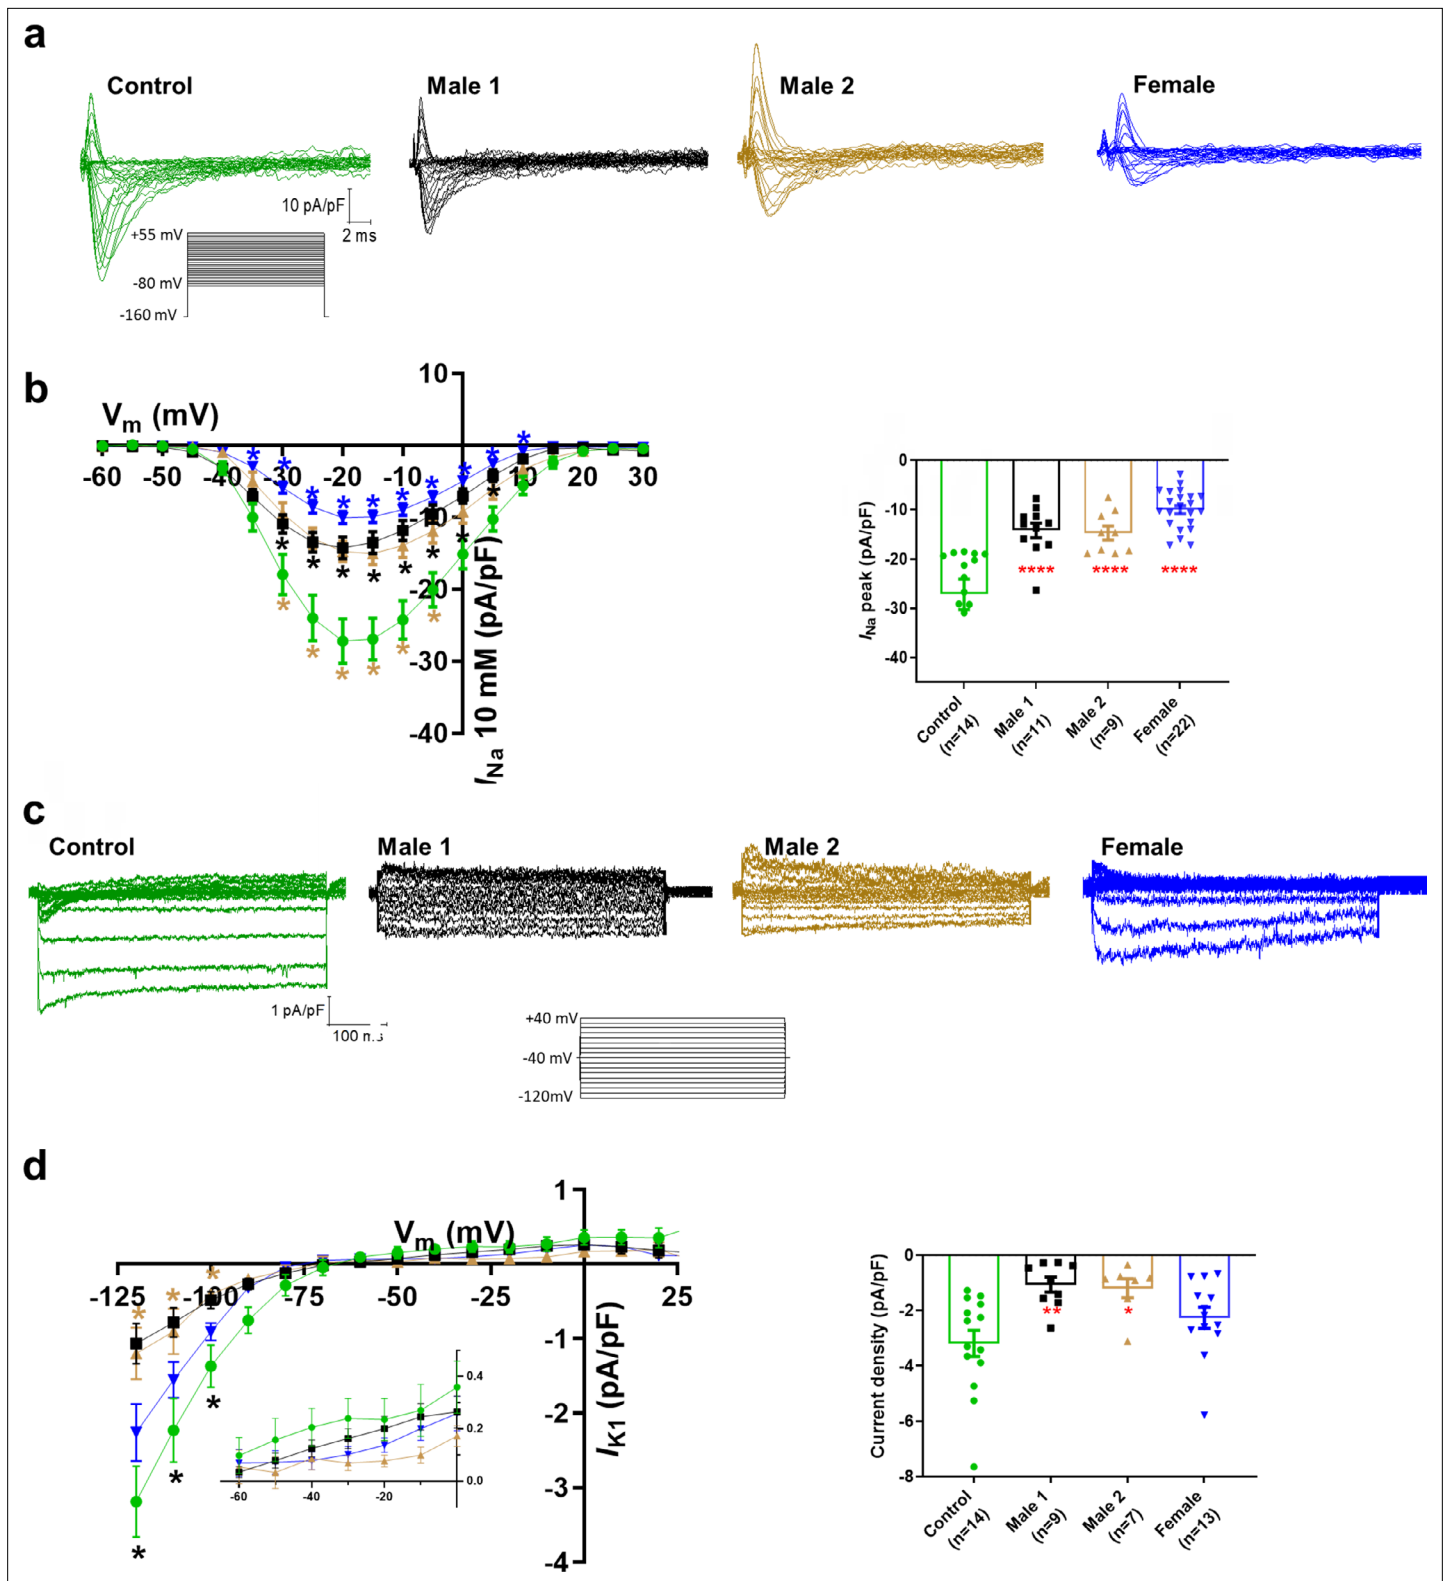 a
Control
Male 1
Male 2
Female
10 pA/pF
2 ms
+55 mV
-80 mV
-160 mV
b
Vm (mV)
10
-60 -50 -40 -30 -20 -10 10 20 30
-10
-20
-30
-40
INa 10 mM (pA/pF)
* * * * * * * * * *
* * * * * * * *
* * * * * *
INa peak (pA/pF)
0
-10
-20
-30
-40
**** **** ****
Control (n=14)
Male 1 (n=11)
Male 2 (n=9)
Female (n=22)
c
Control
Male 1
Male 2
Female
1 pA/pF
+40 mV
-40 mV
-120mV
d
Vm (mV)
1
-125 -100 -75 -50 -25 25
-1
-2
-3
-4
IK1 (pA/pF)
* * *
* * *
0.4
0.2
0.0
-60 -40 -20
Current density (pA/pF)
0
-2
-4
-6
-8
** *
Control (n=14)
Male 1 (n=9)
Male 2 (n=7)
Female (n=13)